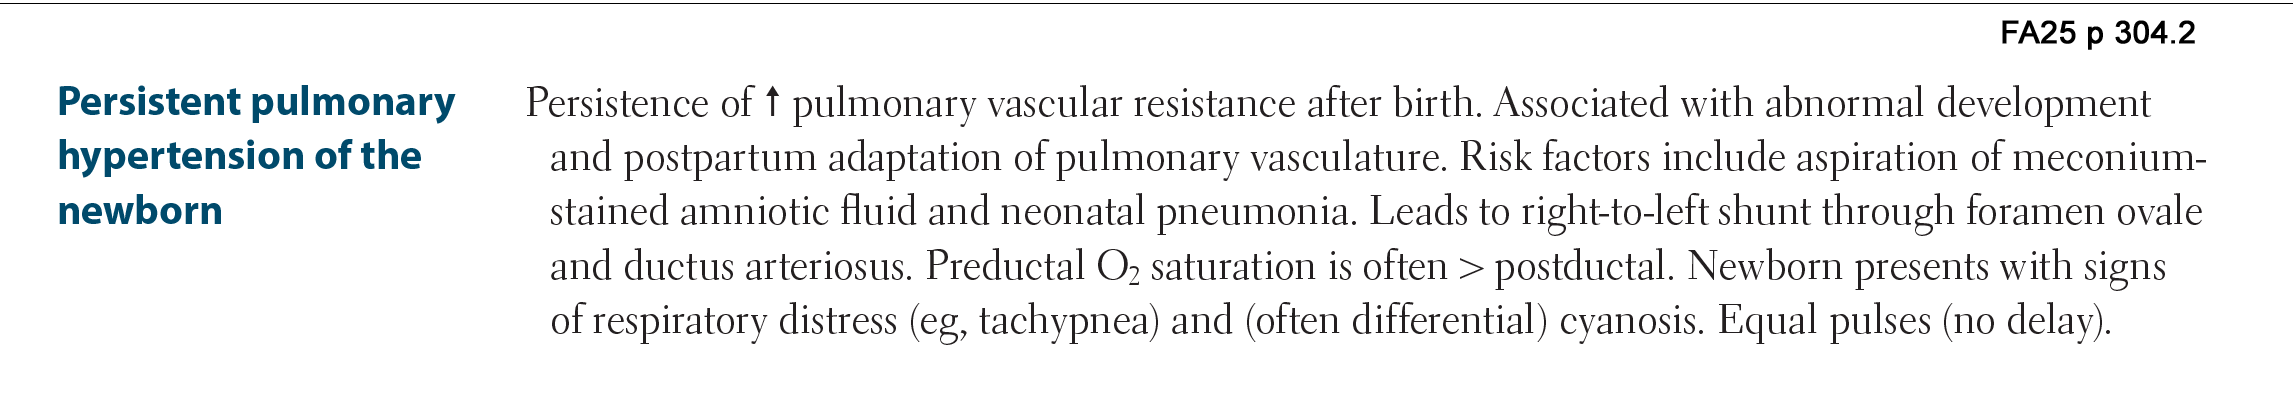 FA25 p 304.2
Persistent pulmonary
hypertension of the
newborn
Persistence of ↑ pulmonary vascular resistance after birth. Associated with abnormal development
and postpartum adaptation of pulmonary vasculature. Risk factors include aspiration of meconium-
stained amniotic fluid and neonatal pneumonia. Leads to right-to-left shunt through foramen ovale
and ductus arteriosus. Preductal O₂ saturation is often > postductal. Newborn presents with signs
of respiratory distress (eg, tachypnea) and (often differential) cyanosis. Equal pulses (no delay).